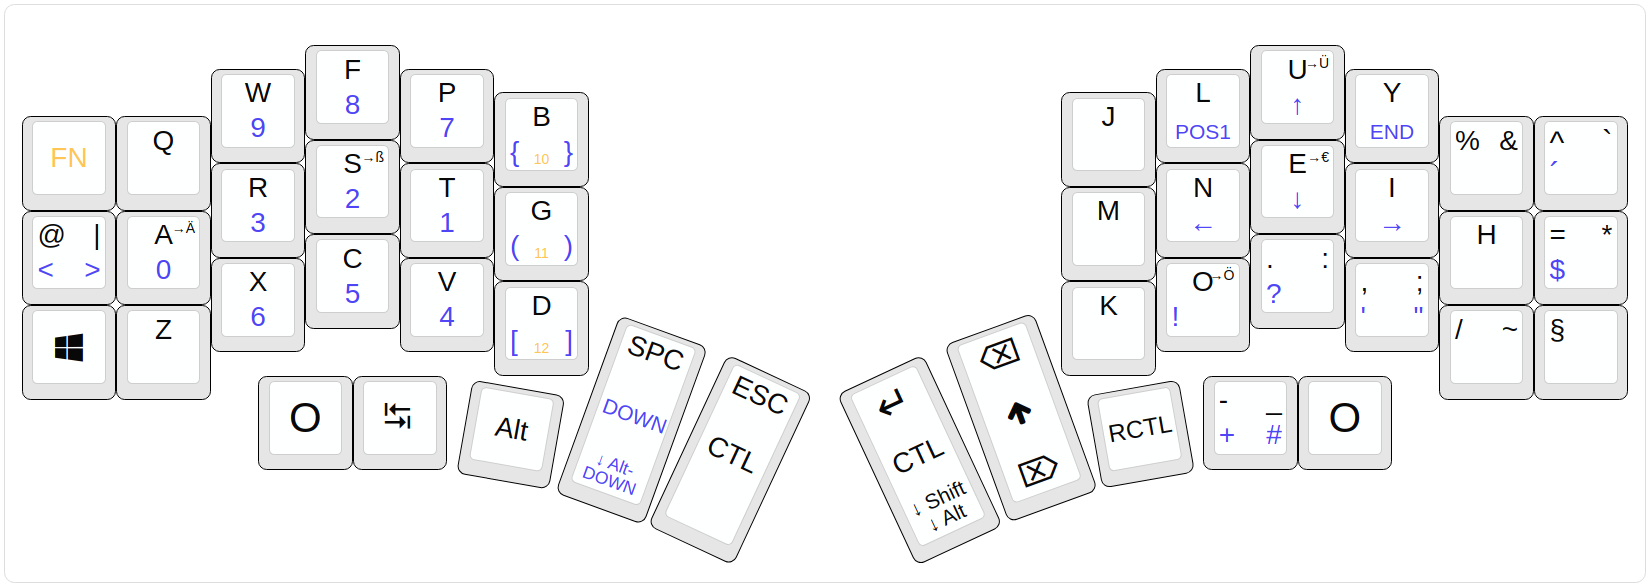 FN
@ |
< >
Q
A→Ä
0
Z
W
9
R
3
X
6
F
8
S→ß
2
C
5
P
7
T
1
V
4
B
{ 10 }
G
( 11 )
D
[ 12 ]
O
↹
Alt
SPC
DOWN
↓ Alt-
DOWN
ESC
CTL
↵
CTL
↓ Shift
↓ Alt
⌫
⬆
⌦
RCTL
- _
+ #
O
J
M
K
L
POS1
N
←
O→Ö
!
U→Ü
↑
E→€
↓
. :
?
Y
END
I
→
, ;
' "
% &
H
/ ~
^ `
´
= *
$
§